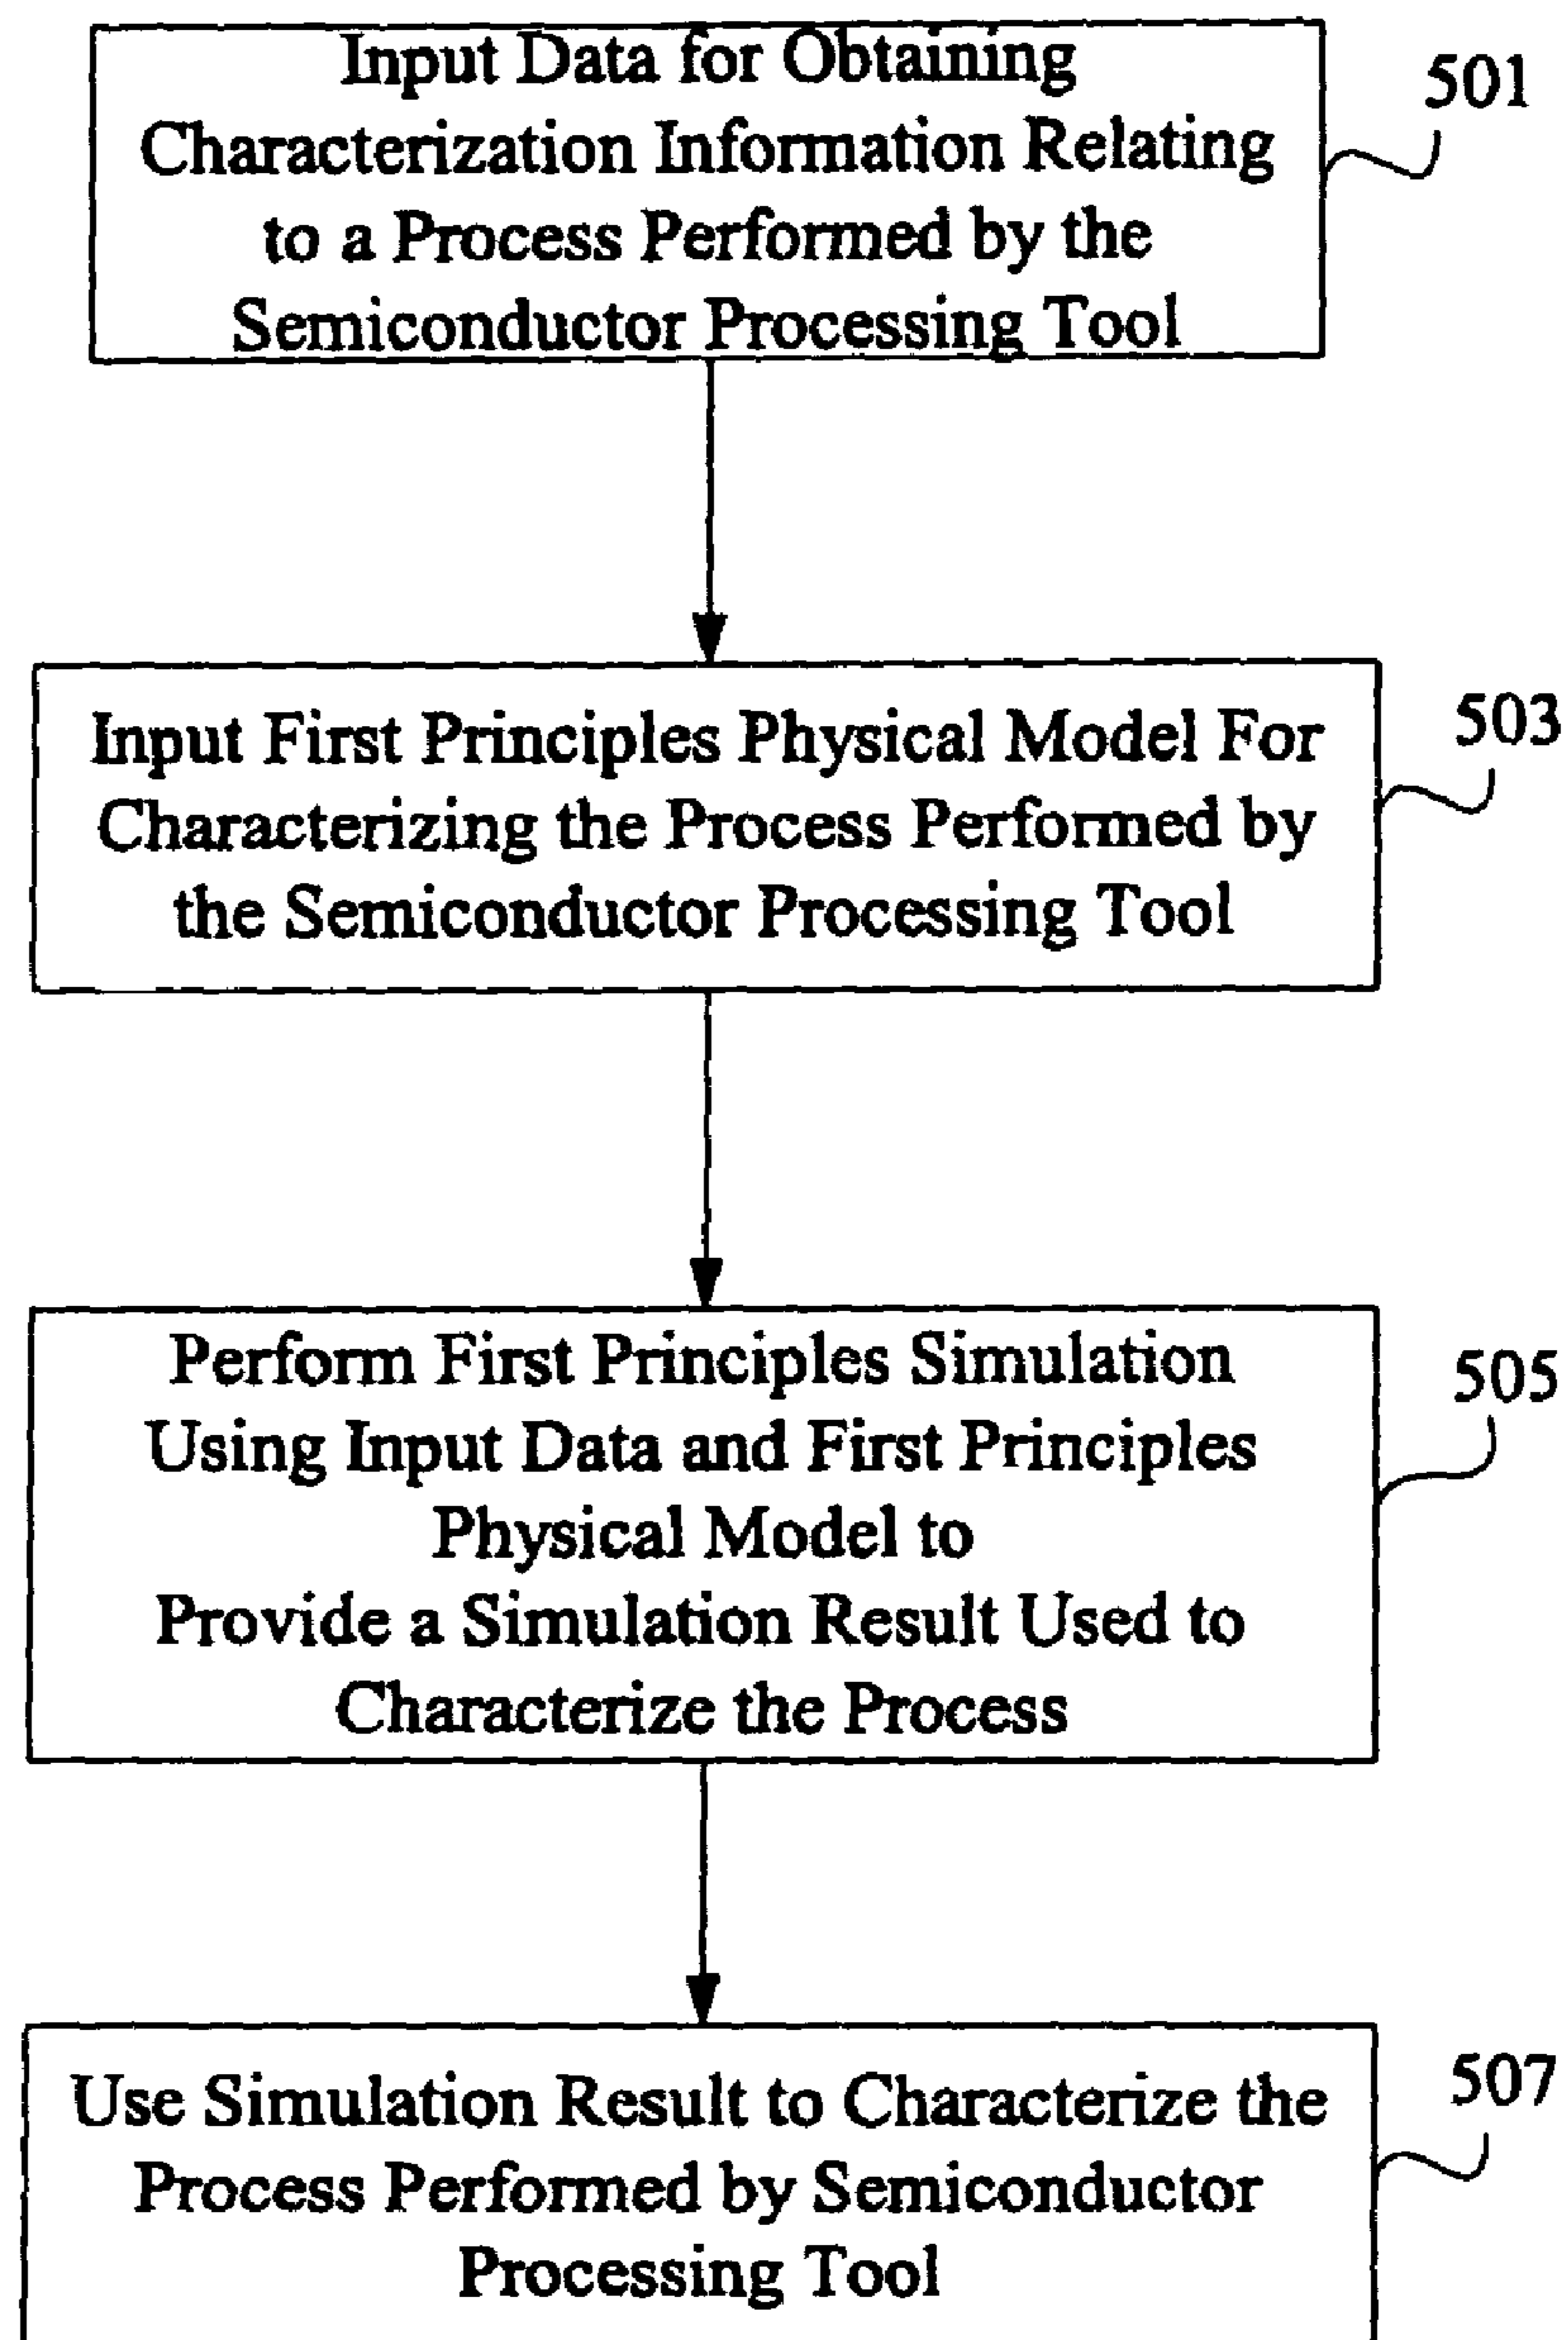 Input Data for Obtaining
Characterization Information Relating
to a Process Performed by the
Semiconductor Processing Tool
501
Input First Principles Physical Model For
Characterizing the Process Performed by
the Semiconductor Processing Tool
503
Perform First Principles Simulation
Using Input Data and First Principles
Physical Model to
Provide a Simulation Result Used to
Characterize the Process
505
Use Simulation Result to Characterize the
Process Performed by Semiconductor
Processing Tool
507